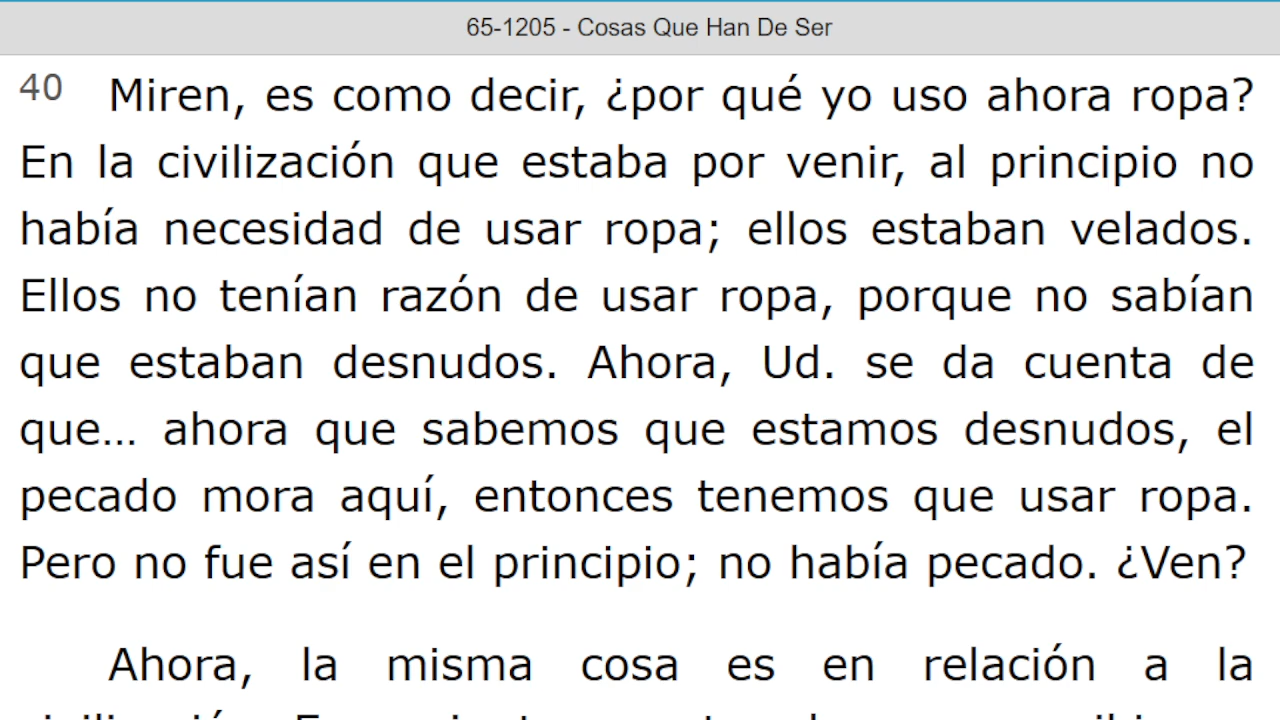 65-1205 - Cosas Que Han De Ser
40 Miren, es como decir, ¿por qué yo uso ahora ropa?
En la civilización que estaba por venir, al principio no
había necesidad de usar ropa; ellos estaban velados.
Ellos no tenían razón de usar ropa, porque no sabían
que estaban desnudos. Ahora, Ud. se da cuenta de
que... ahora que sabemos que estamos desnudos, el
pecado mora aquí, entonces tenemos que usar ropa.
Pero no fue así en el principio; no había pecado. ¿Ven?
Ahora, la misma cosa es en relación a la